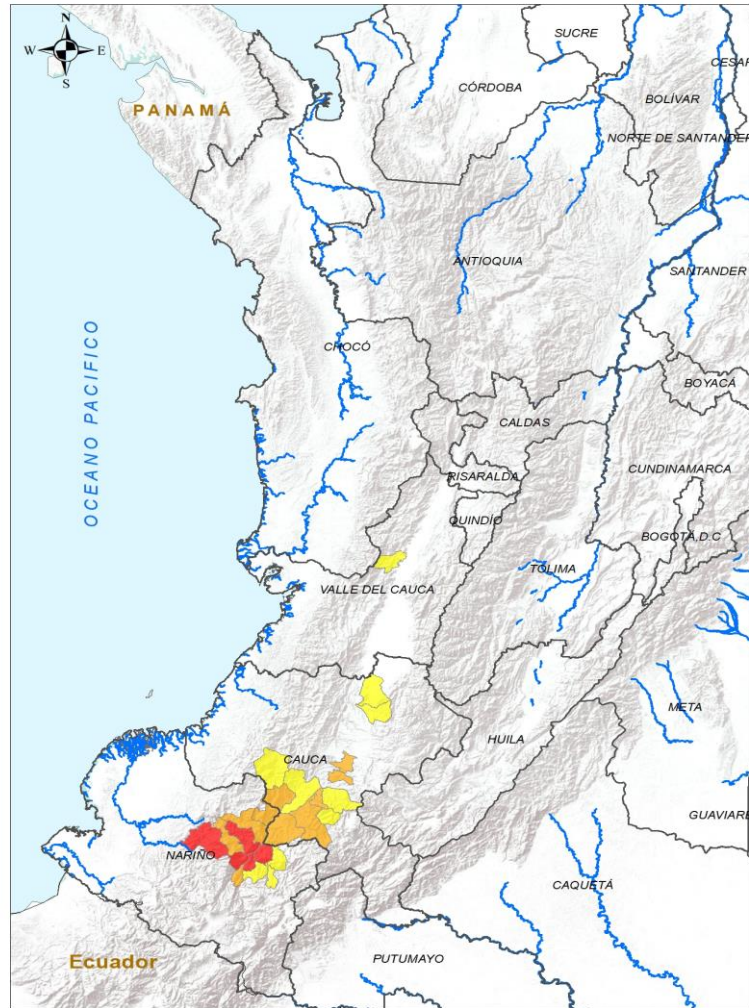 N
W E
S
SUCRE
CESAR
CÓRDOBA
BOLÍVAR
PANAMÁ
NORTE DE SANTANDER
ANTIOQUIA
SANTANDER
OCEANO PACIFICO
CHOCÓ
BOYACÁ
CALDAS
CUNDINAMARCA
RISARALDA
QUINDÍO
BOGOTÁ,D.C
TOLIMA
VALLE DEL CAUCA
META
HUILA
CAUCA
GUAVIARE
NARIÑO
CAQUETÁ
Ecuador
PUTUMAYO